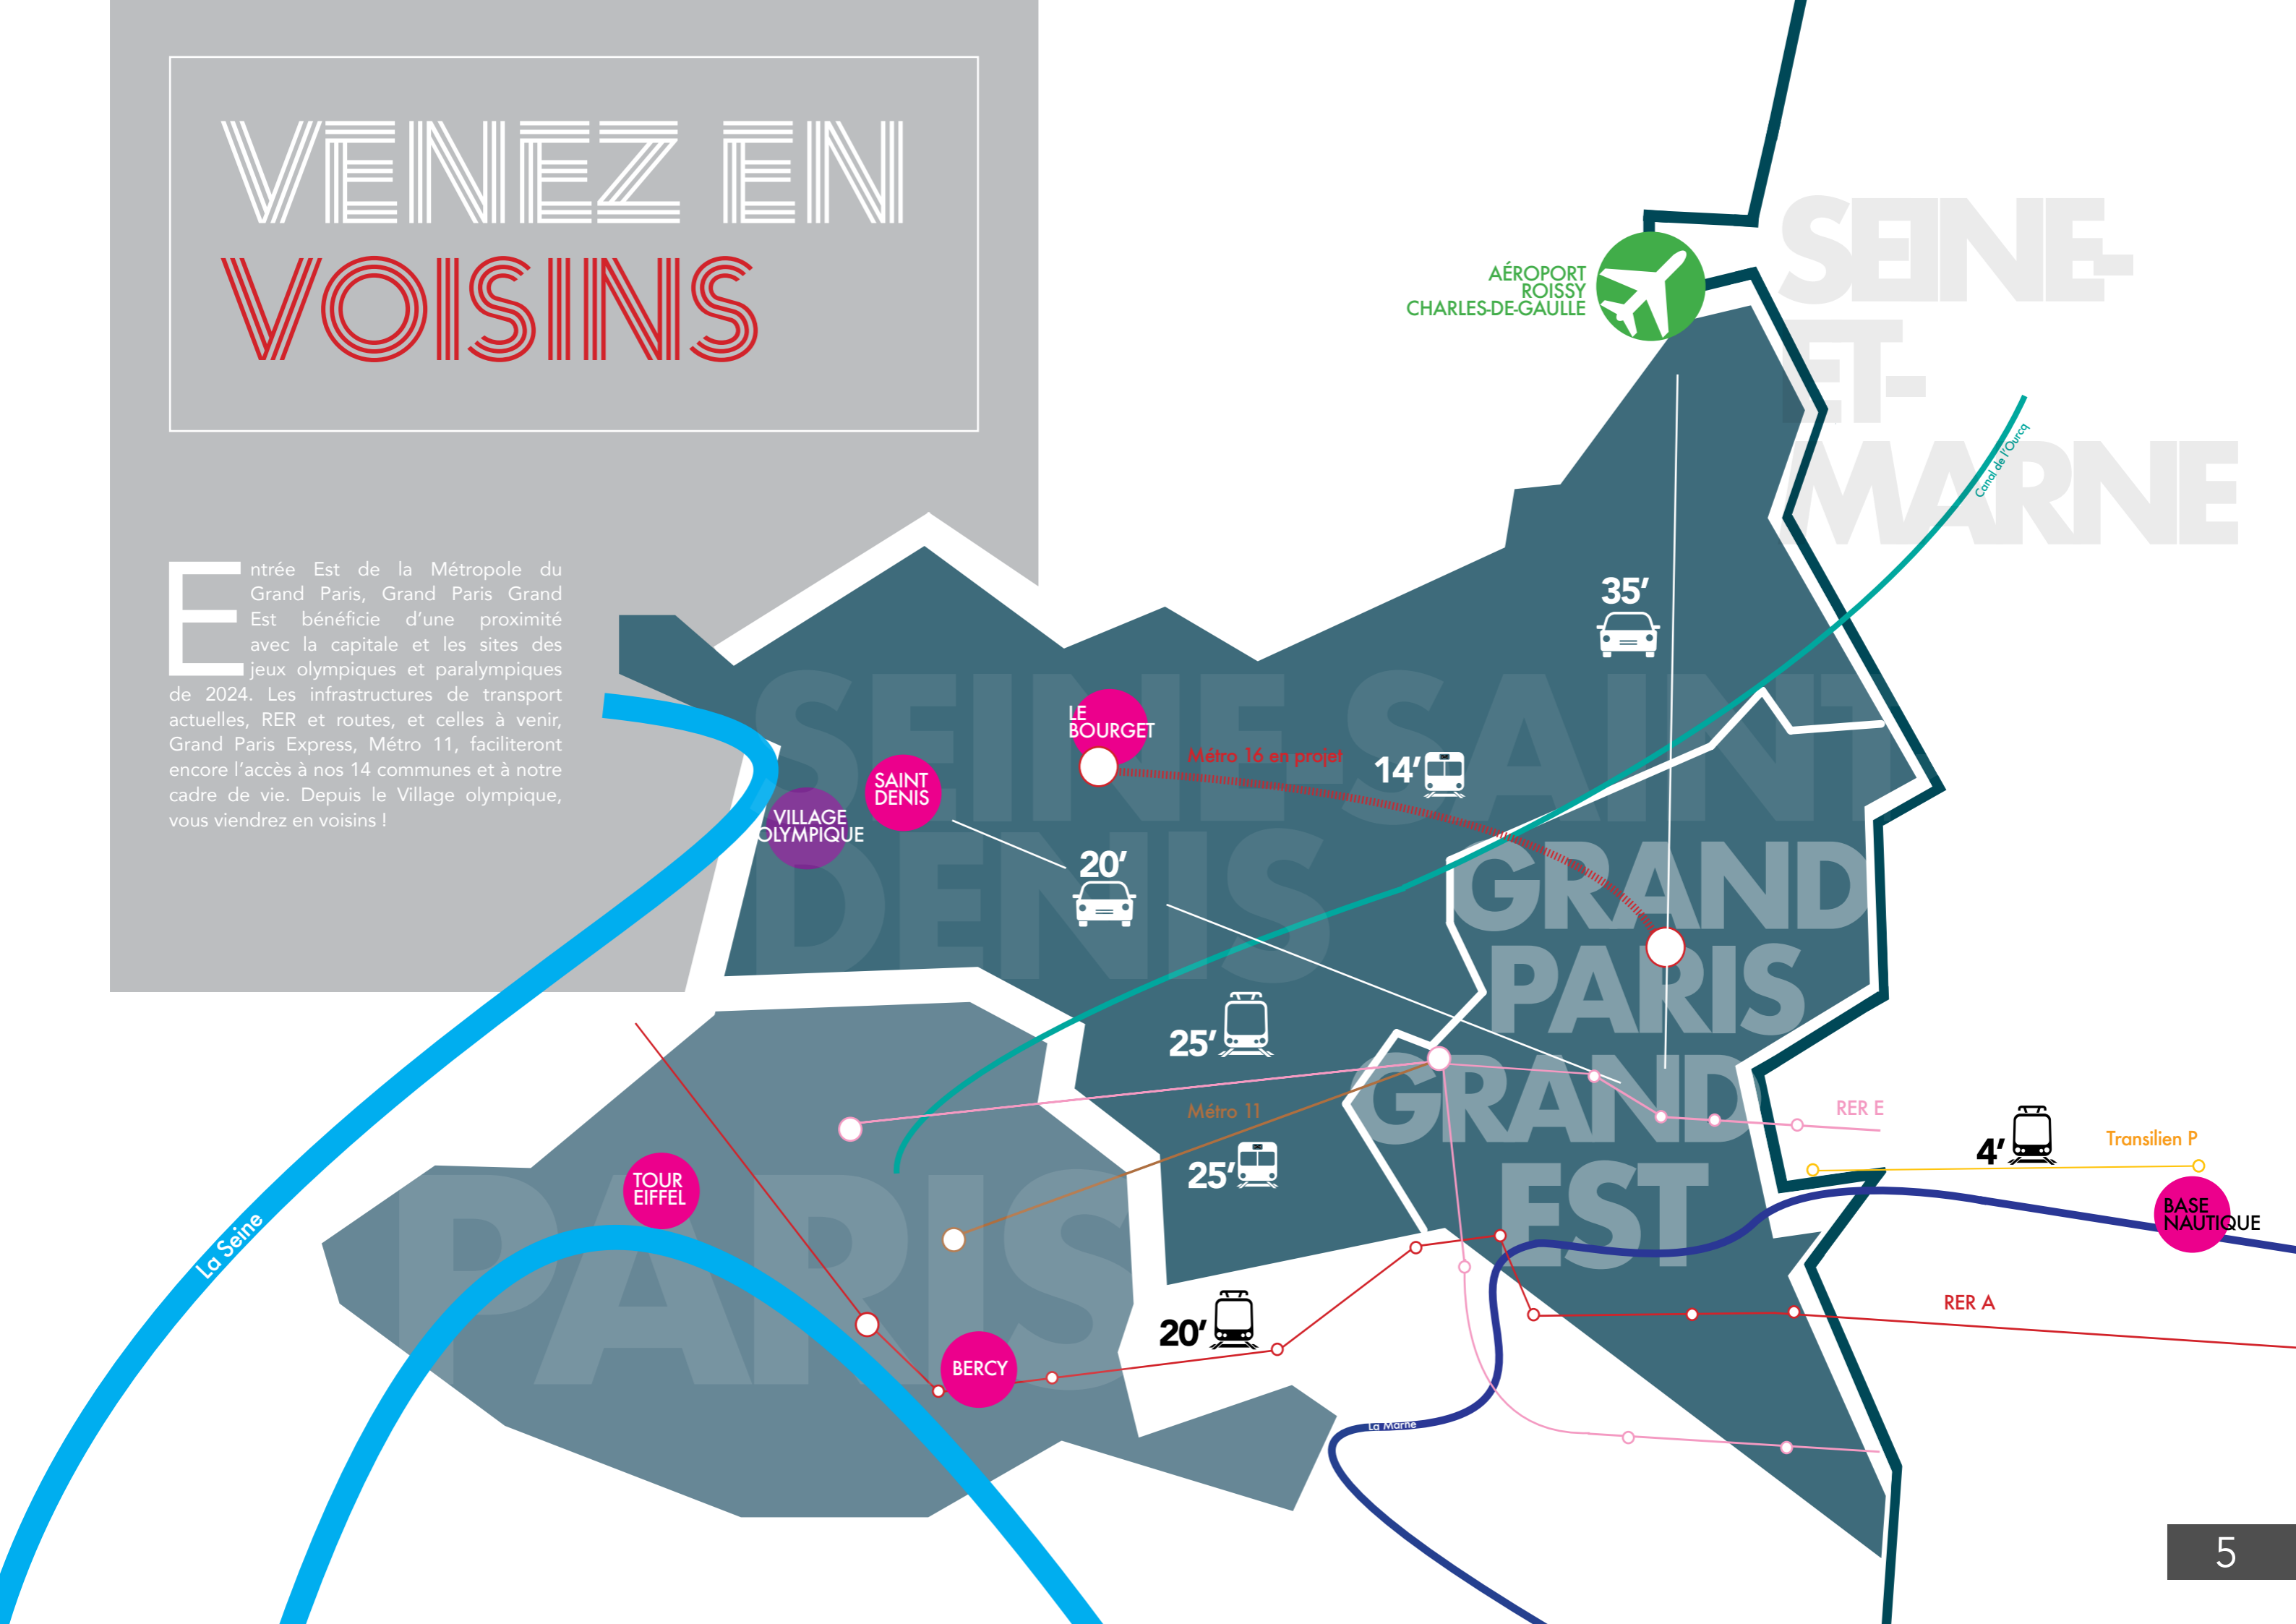 VENEZ EN
VOISINS
Entrée Est de la Métropole du
Grand Paris, Grand Paris Grand
Est bénéficie d’une proximité
avec la capitale et les sites des
jeux olympiques et paralympiques
de 2024. Les infrastructures de transport
actuelles, RER et routes, et celles à venir,
Grand Paris Express, Métro 11, faciliteront
encore l’accès à nos 14 communes et à notre
cadre de vie. Depuis le Village olympique,
vous viendrez en voisins !
AÉROPORT
ROISSY
CHARLES-DE-GAULLE
SEINE-
ET-
MARNE
Canal de l’Ourcq
35’
SEINE SAINT
DENIS
LE
BOURGET
Métro 16 en projet
14’
SAINT
DENIS
VILLAGE
OLYMPIQUE
20’
GRAND
PARIS
GRAND
EST
25’
Métro 11
25’
RER E
4’
Transilien P
TOUR
EIFFEL
PARIS
BASE
NAUTIQUE
La Seine
20’
RER A
BERCY
La Marne
5